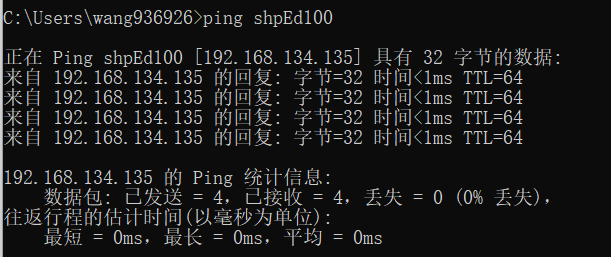 C:\Users\wang936926>ping shpEd100
正在 Ping shpEd100 [192.168.134.135] 具有 32 字节的数据:
来自 192.168.134.135 的回复: 字节=32 时间<1ms TTL=64
来自 192.168.134.135 的回复: 字节=32 时间<1ms TTL=64
来自 192.168.134.135 的回复: 字节=32 时间<1ms TTL=64
来自 192.168.134.135 的回复: 字节=32 时间<1ms TTL=64
192.168.134.135 的 Ping 统计信息:
数据包: 已发送 = 4，已接收 = 4，丢失 = 0 (0% 丢失)，
往返行程的估计时间(以毫秒为单位):
最短 = 0ms，最长 = 0ms，平均 = 0ms